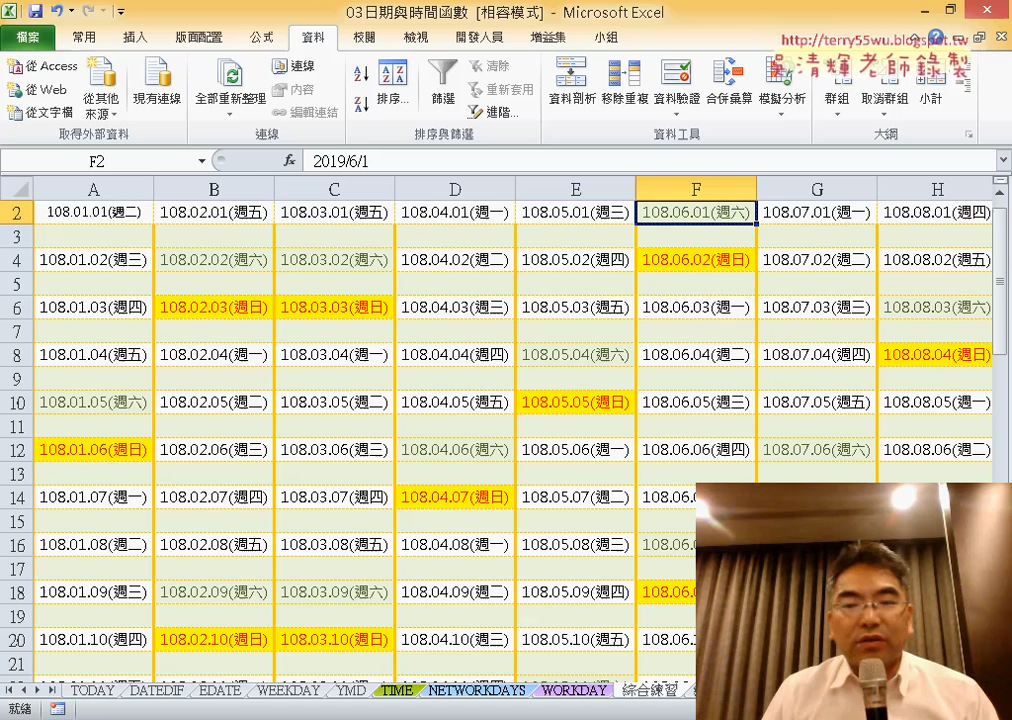 03日期與時間函數 [相容模式] - Microsoft Excel
檔案 常用 插入 版面配置 公式 資料 校閱 檢視 開發人員 增益集 小組
http://terry55wu.blogspot.tw
吳清輝老師錄製
從 Access
從 Web
從文字檔
從其他來源
現有連線
全部重新整理
連線
內容
編輯連結
排序...
篩選
清除
重新套用
進階...
資料剖析 移除重複 資料驗證 合併彙算 模擬分析 群組 取消群組 小計
取得外部資料 連線 排序與篩選 資料工具 大綱
F2 fx 2019/6/1
A B C D E F G H
2 108.01.01(週二) 108.02.01(週五) 108.03.01(週五) 108.04.01(週一) 108.05.01(週三) 108.06.01(週六) 108.07.01(週一) 108.08.01(週四)
3
4 108.01.02(週三) 108.02.02(週六) 108.03.02(週六) 108.04.02(週二) 108.05.02(週四) 108.06.02(週日) 108.07.02(週二) 108.08.02(週五)
5
6 108.01.03(週四) 108.02.03(週日) 108.03.03(週日) 108.04.03(週三) 108.05.03(週五) 108.06.03(週一) 108.07.03(週三) 108.08.03(週六)
7
8 108.01.04(週五) 108.02.04(週一) 108.03.04(週一) 108.04.04(週四) 108.05.04(週六) 108.06.04(週二) 108.07.04(週四) 108.08.04(週日)
9
10 108.01.05(週六) 108.02.05(週二) 108.03.05(週二) 108.04.05(週五) 108.05.05(週日) 108.06.05(週三) 108.07.05(週五) 108.08.05(週一)
11
12 108.01.06(週日) 108.02.06(週三) 108.03.06(週三) 108.04.06(週六) 108.05.06(週一) 108.06.06(週四) 108.07.06(週六) 108.08.06(週二)
13
14 108.01.07(週一) 108.02.07(週四) 108.03.07(週四) 108.04.07(週日) 108.05.07(週二) 108.06.
15
16 108.01.08(週二) 108.02.08(週五) 108.03.08(週五) 108.04.08(週一) 108.05.08(週三) 108.06.
17
18 108.01.09(週三) 108.02.09(週六) 108.03.09(週六) 108.04.09(週二) 108.05.09(週四) 108.06.
19
20 108.01.10(週四) 108.02.10(週日) 108.03.10(週日) 108.04.10(週三) 108.05.10(週五) 108.06.
21
TODAY DATEDIF EDATE WEEKDAY YMD TIME NETWORKDAYS WORKDAY 綜合練習
就緒